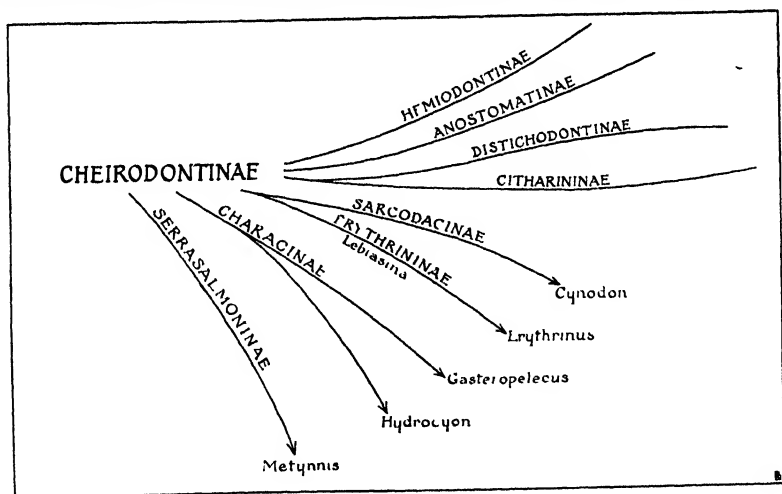 HEMIODONTINAE
ANOSTOMATINAE
DISTICHODONTINAE
CITHARININAE
CHEIRODONTINAE
SARCODACINAE
ERYTHRININAE
Lebiasina
CHARACINAE
SERRASALMONINAE
Cynodon
Erythrinus
Gasteropelecus
Hydrocyon
Metynnis